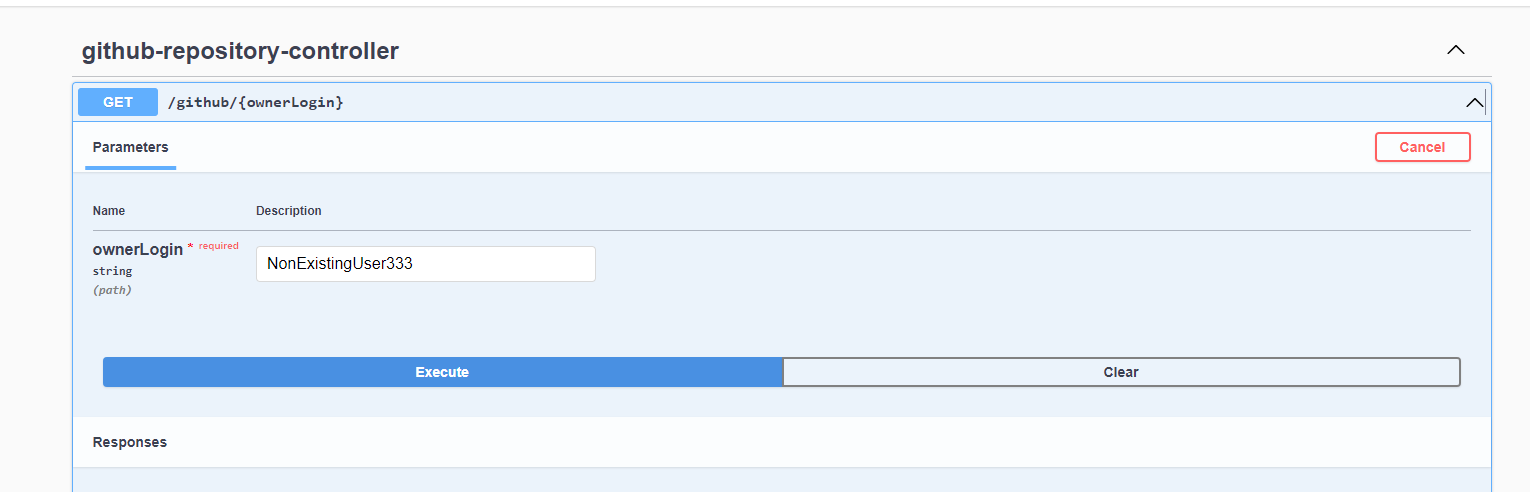 github-repository-controller
GET /github/{ownerLogin}
Parameters
Cancel
Name Description
ownerLogin * required
string
(path)
NonExistingUser333
Execute Clear
Responses